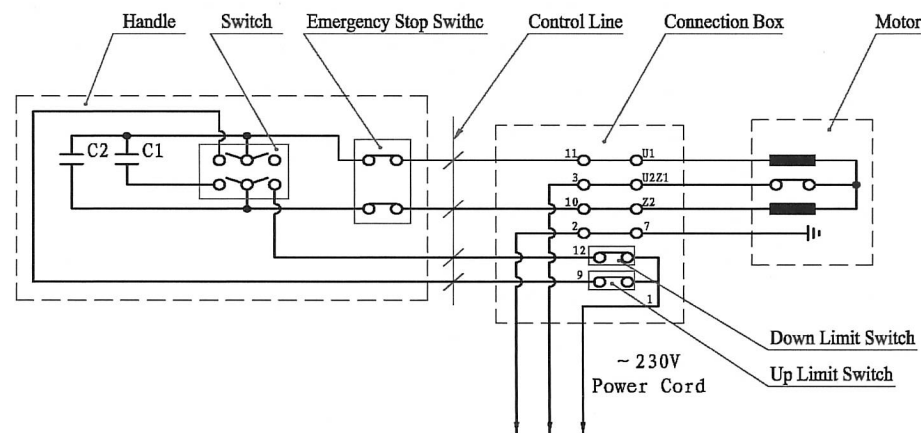 Handle
Switch
Emergency Stop Swithc
Control Line
Connection Box
Motor
C2
C1
11
U1
3
U2Z1
10
Z2
2
7
12
9
1
Down Limit Switch
~230V
Up Limit Switch
Power Cord